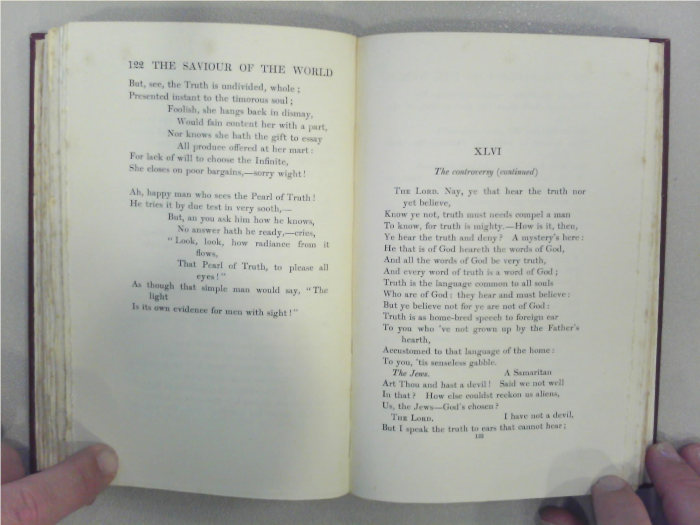 122 THE SAVIOUR OF THE WORLD
But, see, the Truth is undivided, whole;
Presented instant to the timorous soul;
Foolish, she hangs back in dismay,
Would fain content her with a part,
Nor knows she hath the gift to essay
All produce offered at her mart:
For lack of will to choose the Infinite,
She closes on poor bargains,—sorry wight!
Ah, happy man who sees the Pearl of Truth!
He tries it by due test in very sooth,—
But, an you ask him how he knows,
No answer hath he ready,—cries,
"Look, look, how radiance from it
flows,
That Pearl of Truth, to please all
eyes!"
As though that simple man would say, "The
light
Is its own evidence for men with sight!"
XLVI
The controversy (continued)
THE LORD. Nay, ye that hear the truth nor
yet believe,
Know ye not, truth must needs compel a man
To know, for truth is mighty.—How is it, then,
Ye hear the truth and deny? A mystery's here:
He that is of God heareth the words of God,
And all the words of God be very truth,
And every word of truth is a word of God;
Truth is the language common to all souls
Who are of God: they hear and must believe:
But ye believe not for ye are not of God:
Truth is as home-bred speech to foreign ear
To you who 've not grown up by the Father's
hearth,
Accustomed to that language of the home:
To you, 'tis senseless gabble.
The Jews. A Samaritan
Art Thou and hast a devil! Said we not well
In that? How else couldst reckon us aliens,
Us, the Jews—God's chosen?
THE LORD. I have not a devil,
But I speak the truth to ears that cannot hear;
123